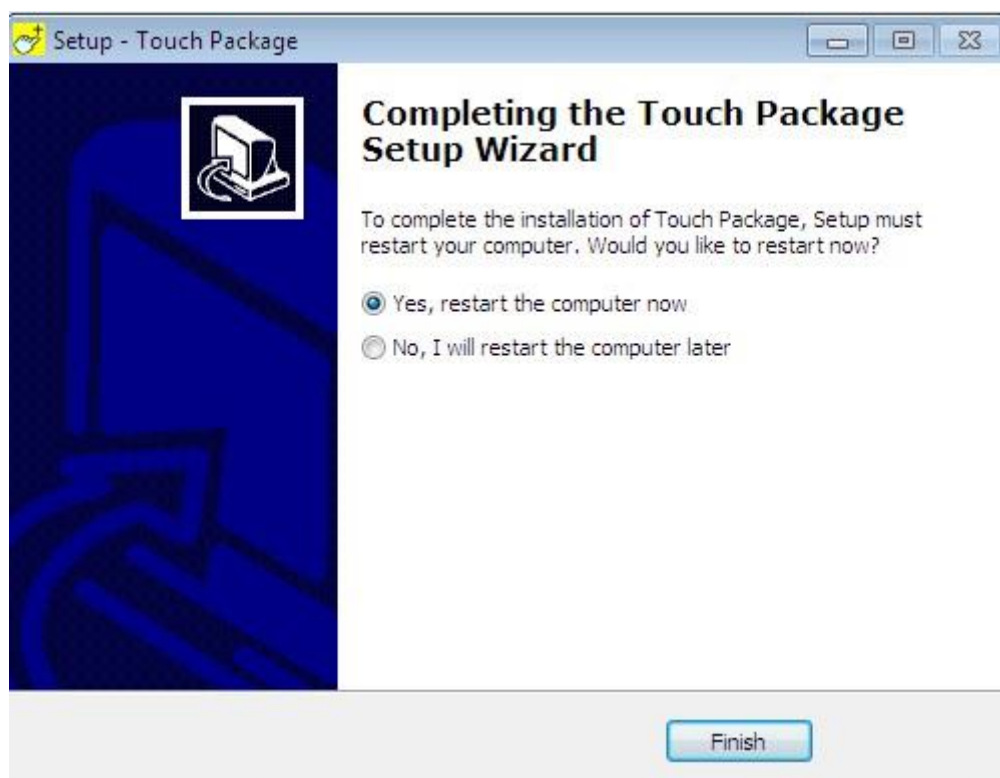 Setup - Touch Package
Completing the Touch Package
Setup Wizard
To complete the installation of Touch Package, Setup must
restart your computer. Would you like to restart now?
Yes, restart the computer now
No, I will restart the computer later
Finish